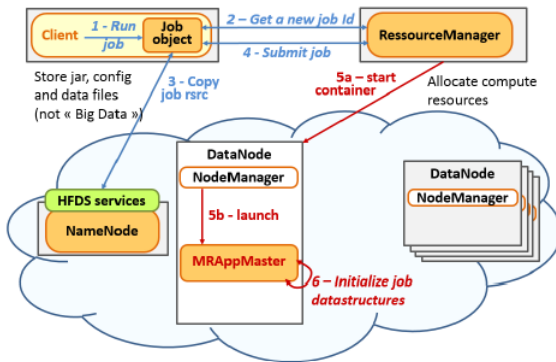 Client
1 - Run
job
Job
object
2 – Get a new job Id
4 - Submit job
RessourceManager
Store jar, config
and data files
(not « Big Data »)
3 - Copy
job rsrc
5a – start
container
Allocate compute
resources
DataNode
NodeManager
5b - launch
MRAppMaster
6 – Initialize job
datastructures
HFDS services
NameNode
DataNode
NodeManager